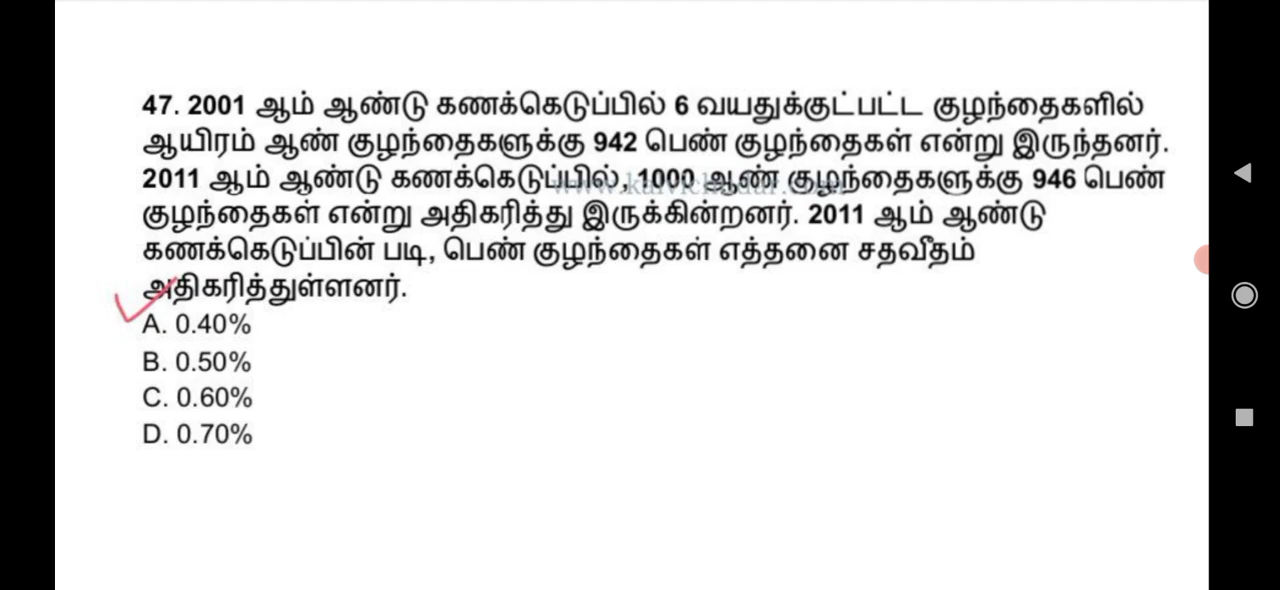 47. 2001 ஆம் ஆண்டு கணக்கெடுப்பில் 6 வயதுக்குட்பட்ட குழந்தைகளில்
ஆயிரம் ஆண் குழந்தைகளுக்கு 942 பெண் குழந்தைகள் என்று இருந்தனர்.
2011 ஆம் ஆண்டு கணக்கெடுப்பில், 1000 ஆண் குழந்தைகளுக்கு 946 பெண்
குழந்தைகள் என்று அதிகரித்து இருக்கின்றனர். 2011 ஆம் ஆண்டு
கணக்கெடுப்பின் படி, பெண் குழந்தைகள் எத்தனை சதவீதம்
அதிகரித்துள்ளனர்.
A. 0.40%
B. 0.50%
C. 0.60%
D. 0.70%